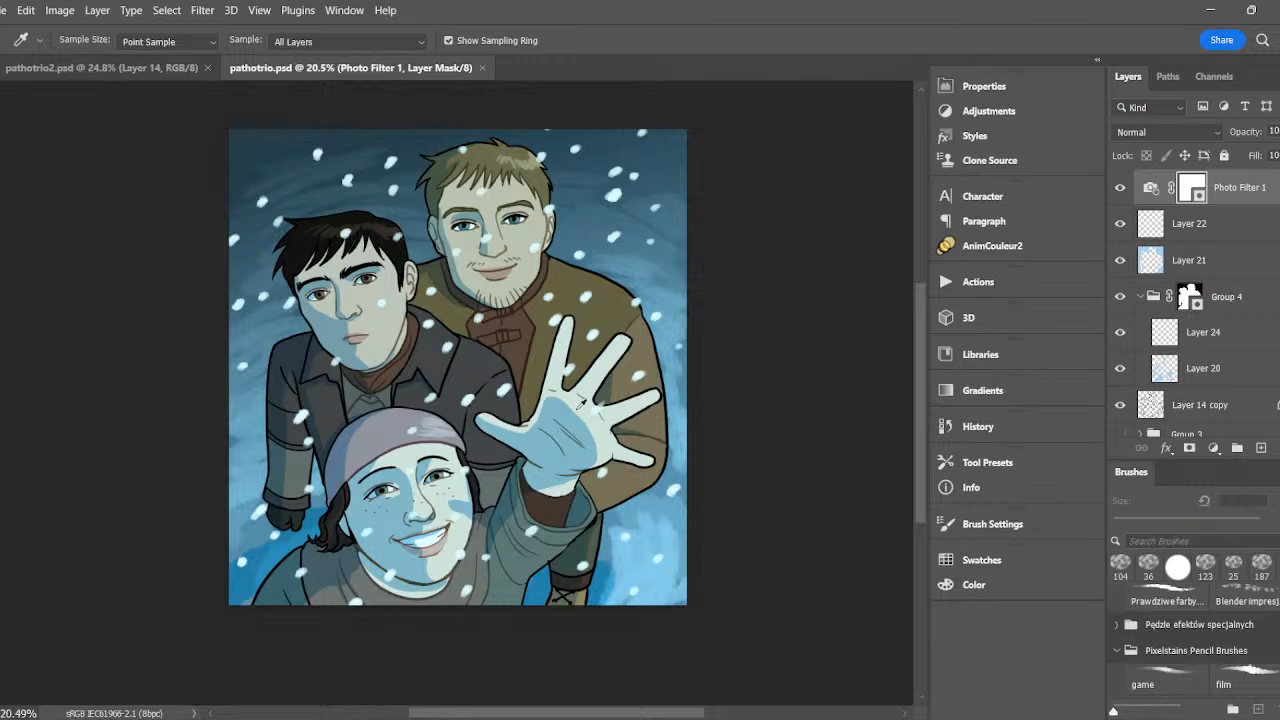 Edit Image Layer Type Select Filter 3D View Plugins Window Help
Sample Size: Point Sample Sample: All Layers Show Sampling Ring Share
pathotrio2.psd @ 24.8% (Layer 14, RGB/8) × pathotrio.psd @ 20.5% (Photo Filter 1, Layer Mask/8) ×
Properties
Adjustments
Styles
Clone Source
Character
Paragraph
AnimCouleur2
Actions
3D
Libraries
Gradients
History
Tool Presets
Info
Brush Settings
Swatches
Color
Layers Paths Channels
Kind
Normal Opacity: 10
Lock: Fill: 10
Photo Filter 1
Layer 22
Layer 21
Group 4
Layer 24
Layer 20
Layer 14 copy
Group 3
Brushes
Size:
Search Brushes
104 36 123 25 187
Prawdziwe farby... Blender impresj
Pędzle efektów specjalnych
Pixelstains Pencil Brushes
game film
20.49% sRGB IEC61966-2.1 (8bpc)